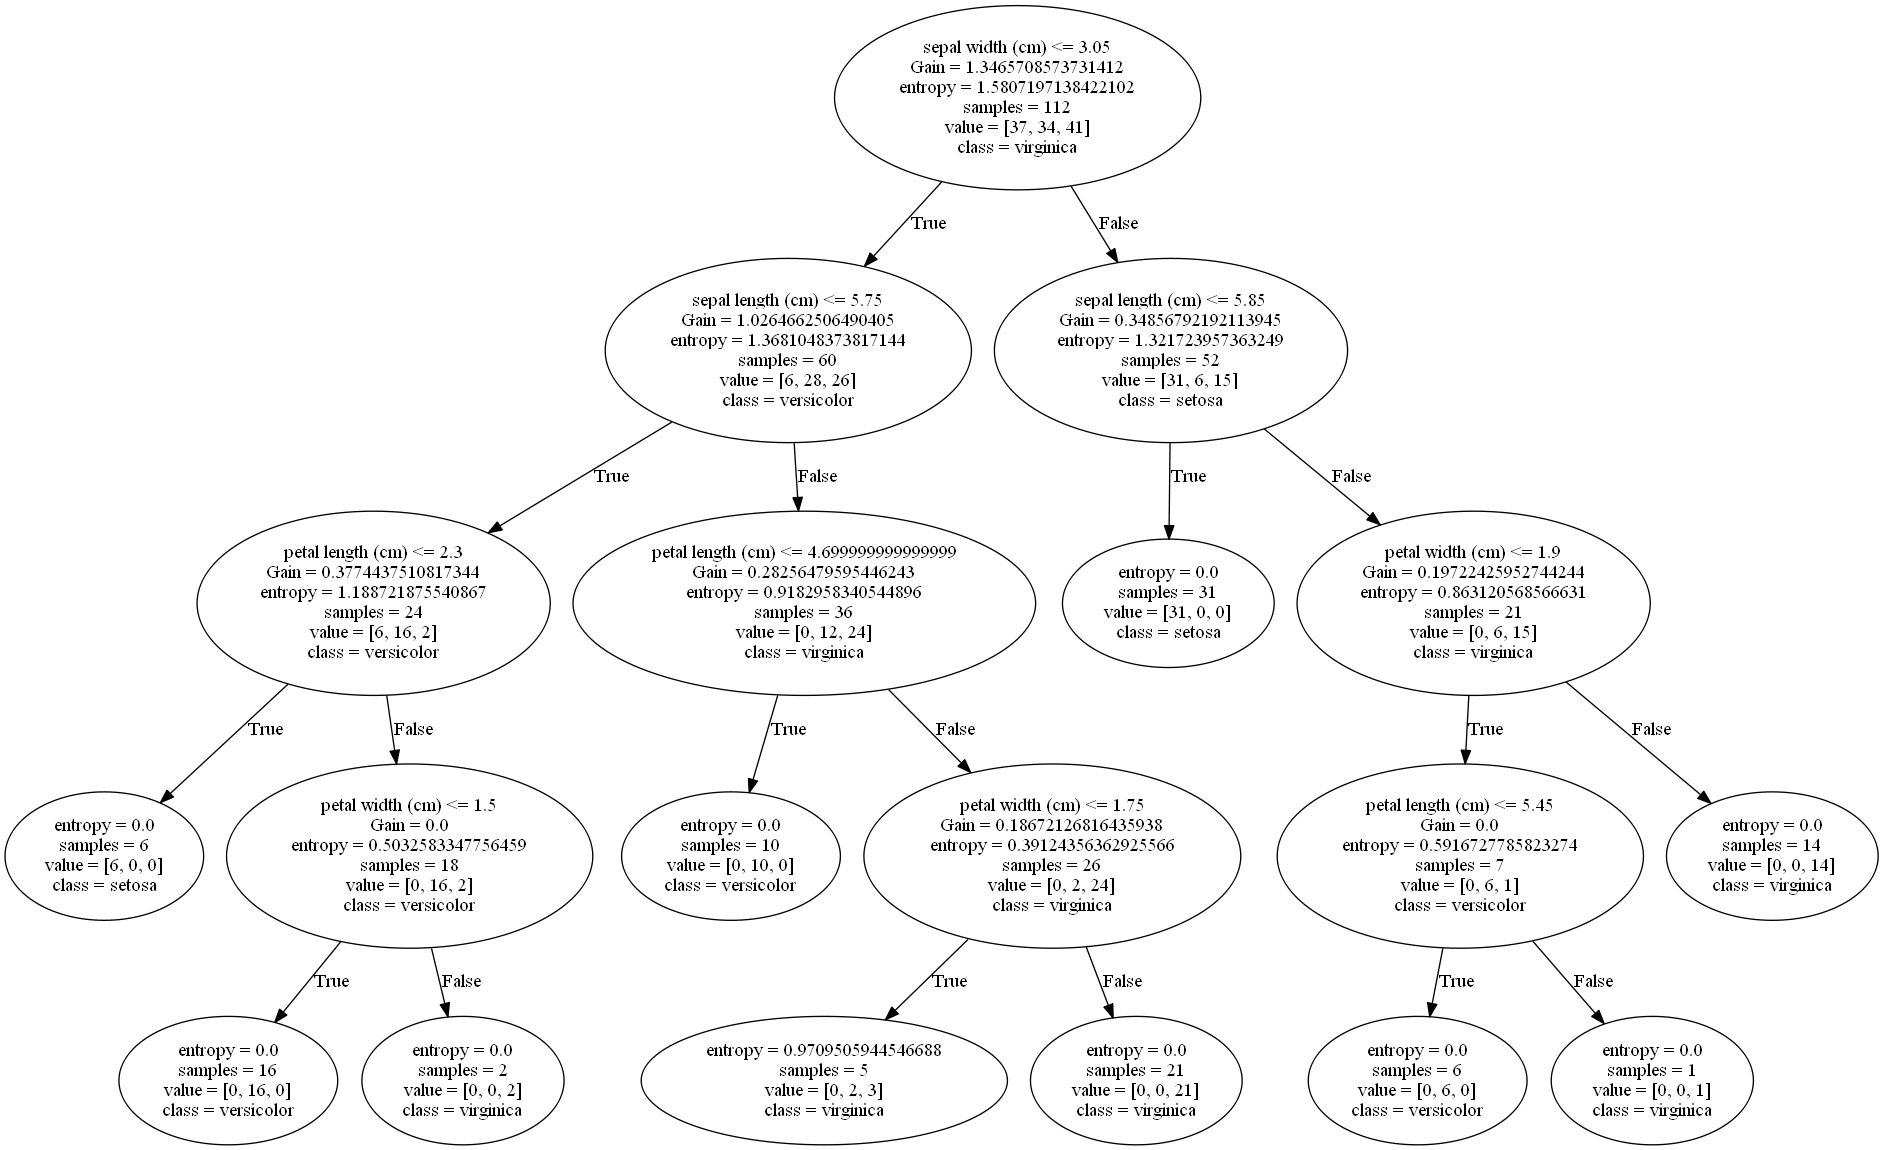 sepal width (cm) <= 3.05
Gain = 1.3465708573731412
entropy = 1.5807197138422102
samples = 112
value = [37, 34, 41]
class = virginica
True
False
sepal length (cm) <= 5.75
Gain = 1.0264662506490405
entropy = 1.3681048373817144
samples = 60
value = [6, 28, 26]
class = versicolor
sepal length (cm) <= 5.85
Gain = 0.34856792192113945
entropy = 1.321723957363249
samples = 52
value = [31, 6, 15]
class = setosa
True
False
True
False
petal length (cm) <= 2.3
Gain = 0.3774437510817344
entropy = 1.188721875540867
samples = 24
value = [6, 16, 2]
class = versicolor
petal length (cm) <= 4.699999999999999
Gain = 0.28256479595446243
entropy = 0.9182958340544896
samples = 36
value = [0, 12, 24]
class = virginica
entropy = 0.0
samples = 31
value = [31, 0, 0]
class = setosa
petal width (cm) <= 1.9
Gain = 0.19722425952744244
entropy = 0.863120568566631
samples = 21
value = [0, 6, 15]
class = virginica
True
False
True
False
True
False
entropy = 0.0
samples = 6
value = [6, 0, 0]
class = setosa
petal width (cm) <= 1.5
Gain = 0.0
entropy = 0.5032583347756459
samples = 18
value = [0, 16, 2]
class = versicolor
entropy = 0.0
samples = 10
value = [0, 10, 0]
class = versicolor
petal width (cm) <= 1.75
Gain = 0.18672126816435938
entropy = 0.39124356362925566
samples = 26
value = [0, 2, 24]
class = virginica
petal length (cm) <= 5.45
Gain = 0.0
entropy = 0.5916727785823274
samples = 7
value = [0, 6, 1]
class = versicolor
entropy = 0.0
samples = 14
value = [0, 0, 14]
class = virginica
True
False
True
False
True
False
entropy = 0.0
samples = 16
value = [0, 16, 0]
class = versicolor
entropy = 0.0
samples = 2
value = [0, 0, 2]
class = virginica
entropy = 0.9709505944546688
samples = 5
value = [0, 2, 3]
class = virginica
entropy = 0.0
samples = 21
value = [0, 0, 21]
class = virginica
entropy = 0.0
samples = 6
value = [0, 6, 0]
class = versicolor
entropy = 0.0
samples = 1
value = [0, 0, 1]
class = virginica